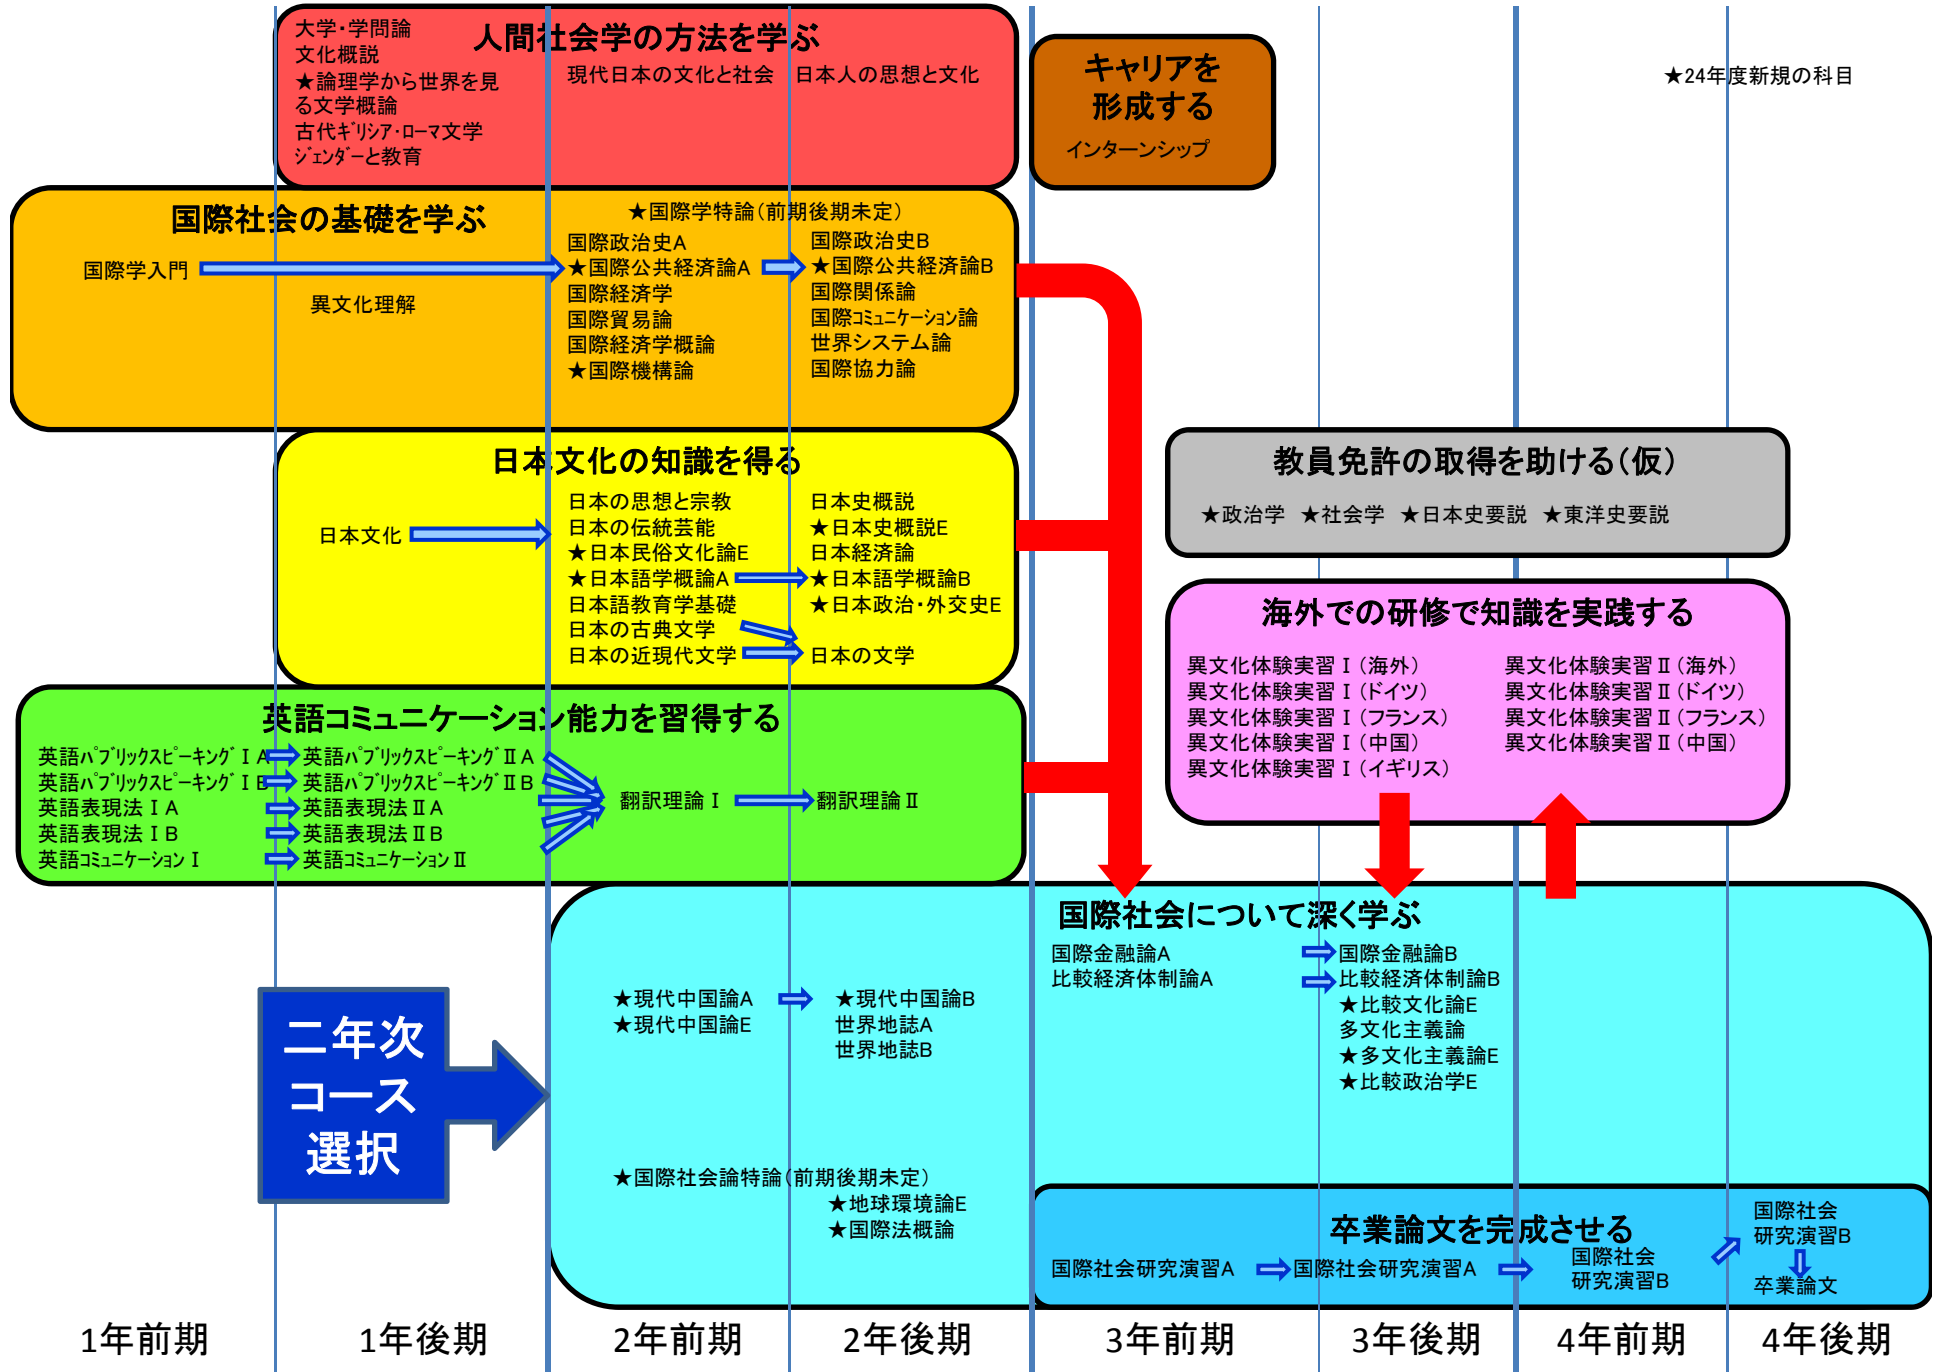 人間社会学の方法を学ぶ
大学・学問論
文化概説
★論理学から世界を見
る文学概論
古代ギリシア・ローマ文学
ジェンダーと教育
現代日本の文化と社会
日本人の思想と文化
キャリアを
形成する
インターンシップ
★24年度新規の科目
国際社会の基礎を学ぶ
★国際学特論(前期後期未定)
国際学入門
異文化理解
国際政治史A
★国際公共経済論A
国際経済学
国際貿易論
国際経済学概論
★国際機構論
国際政治史B
★国際公共経済論B
国際関係論
国際コミュニケーション論
世界システム論
国際協力論
日本文化の知識を得る
日本文化
日本の思想と宗教
日本の伝統芸能
★日本民俗文化論E
★日本語学概論A
日本語教育学基礎
日本の古典文学
日本の近現代文学
日本史概説
★日本史概説E
日本経済論
★日本語学概論B
★日本政治・外交史E
日本の文学
教員免許の取得を助ける(仮)
★政治学 ★社会学 ★日本史要説 ★東洋史要説
海外での研修で知識を実践する
異文化体験実習Ⅰ(海外)
異文化体験実習Ⅰ(ドイツ)
異文化体験実習Ⅰ(フランス)
異文化体験実習Ⅰ(中国)
異文化体験実習Ⅰ(イギリス)
異文化体験実習Ⅱ(海外)
異文化体験実習Ⅱ(ドイツ)
異文化体験実習Ⅱ(フランス)
異文化体験実習Ⅱ(中国)
英語コミュニケーション能力を習得する
英語パブリックスピーキングⅠA
英語パブリックスピーキングⅠB
英語表現法ⅠA
英語表現法ⅠB
英語コミュニケーションⅠ
英語パブリックスピーキングⅡA
英語パブリックスピーキングⅡB
英語表現法ⅡA
英語表現法ⅡB
英語コミュニケーションⅡ
翻訳理論Ⅰ
翻訳理論Ⅱ
国際社会について深く学ぶ
国際金融論A
比較経済体制論A
国際金融論B
比較経済体制論B
★比較文化論E
多文化主義論
★多文化主義論E
★比較政治学E
★現代中国論A
★現代中国論E
★現代中国論B
世界地誌A
世界地誌B
二年次
コース
選択
★国際社会論特論(前期後期未定)
★地球環境論E
★国際法概論
卒業論文を完成させる
国際社会研究演習A
国際社会研究演習A
国際社会
研究演習B
国際社会
研究演習B
卒業論文
1年前期
1年後期
2年前期
2年後期
3年前期
3年後期
4年前期
4年後期